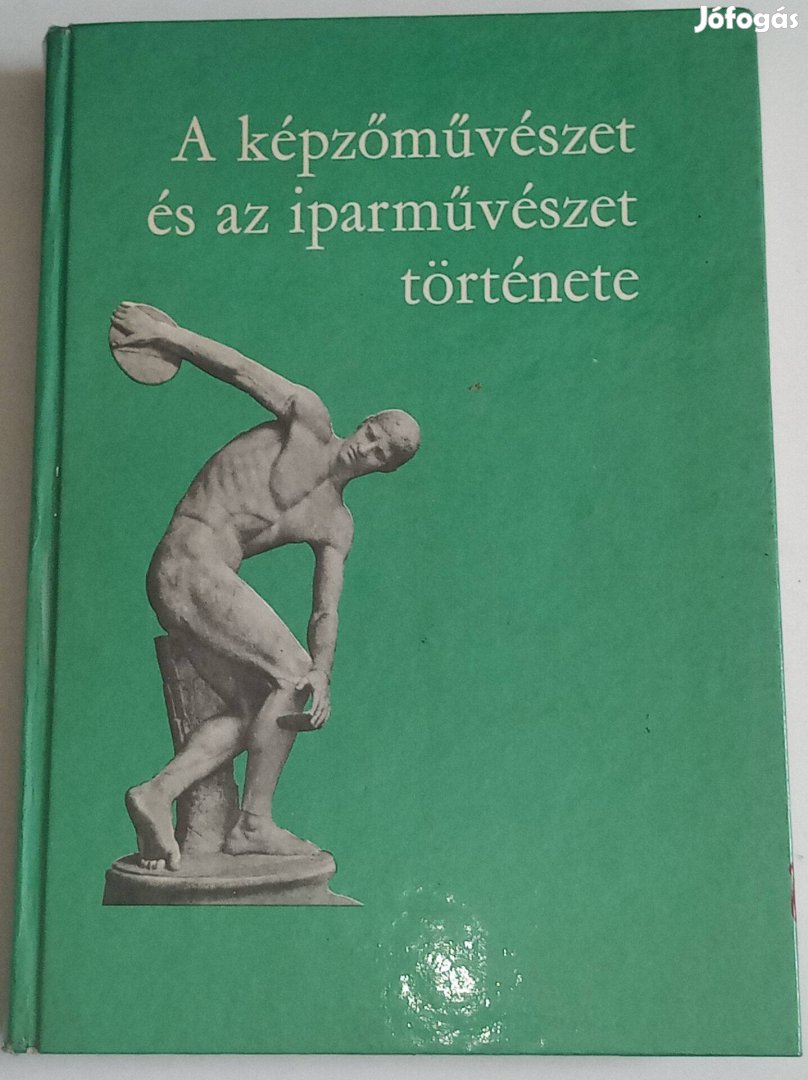 Jófogás
A képzőművészet
és az iparművészet
története